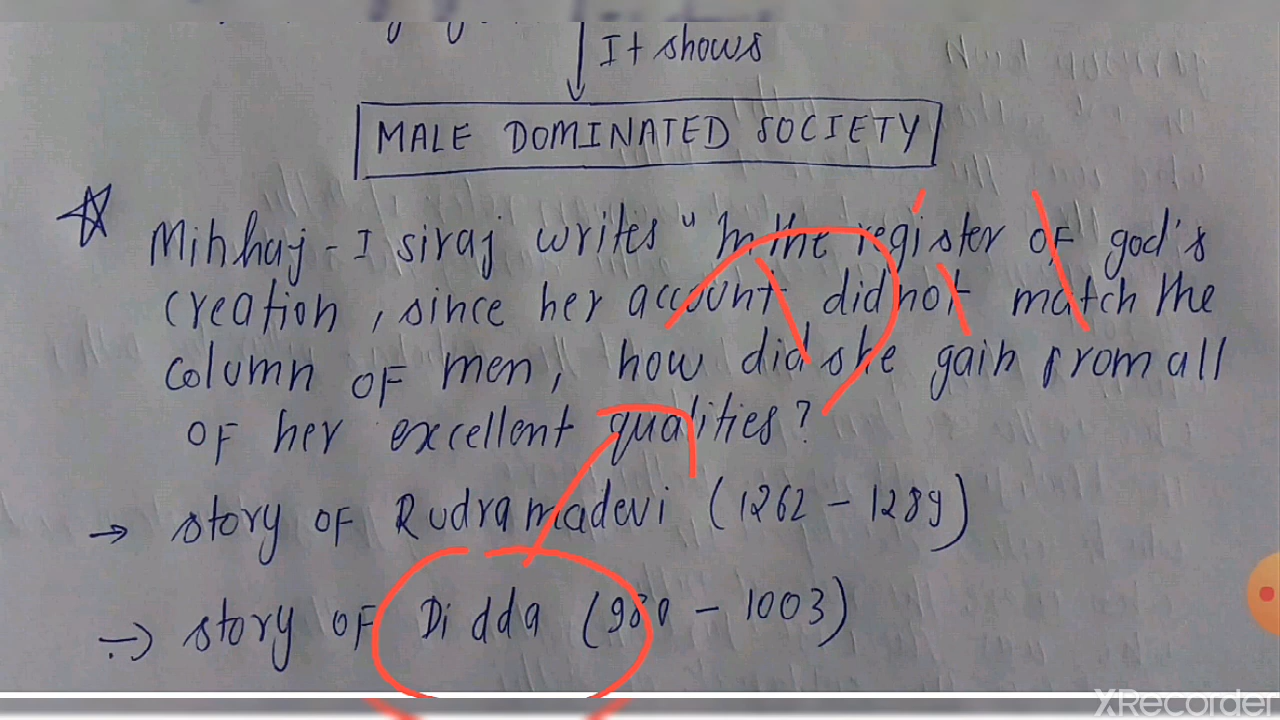 It shows
MALE DOMINATED SOCIETY
Minhaj - I siraj writes "In the register of god's
creation, since her account did not match the
column of men, how did she gain from all
of her excellent qualities?
→ story of Rudramadevi (1262 - 1289)
→ story of Didda (980 - 1003)
XRecorder